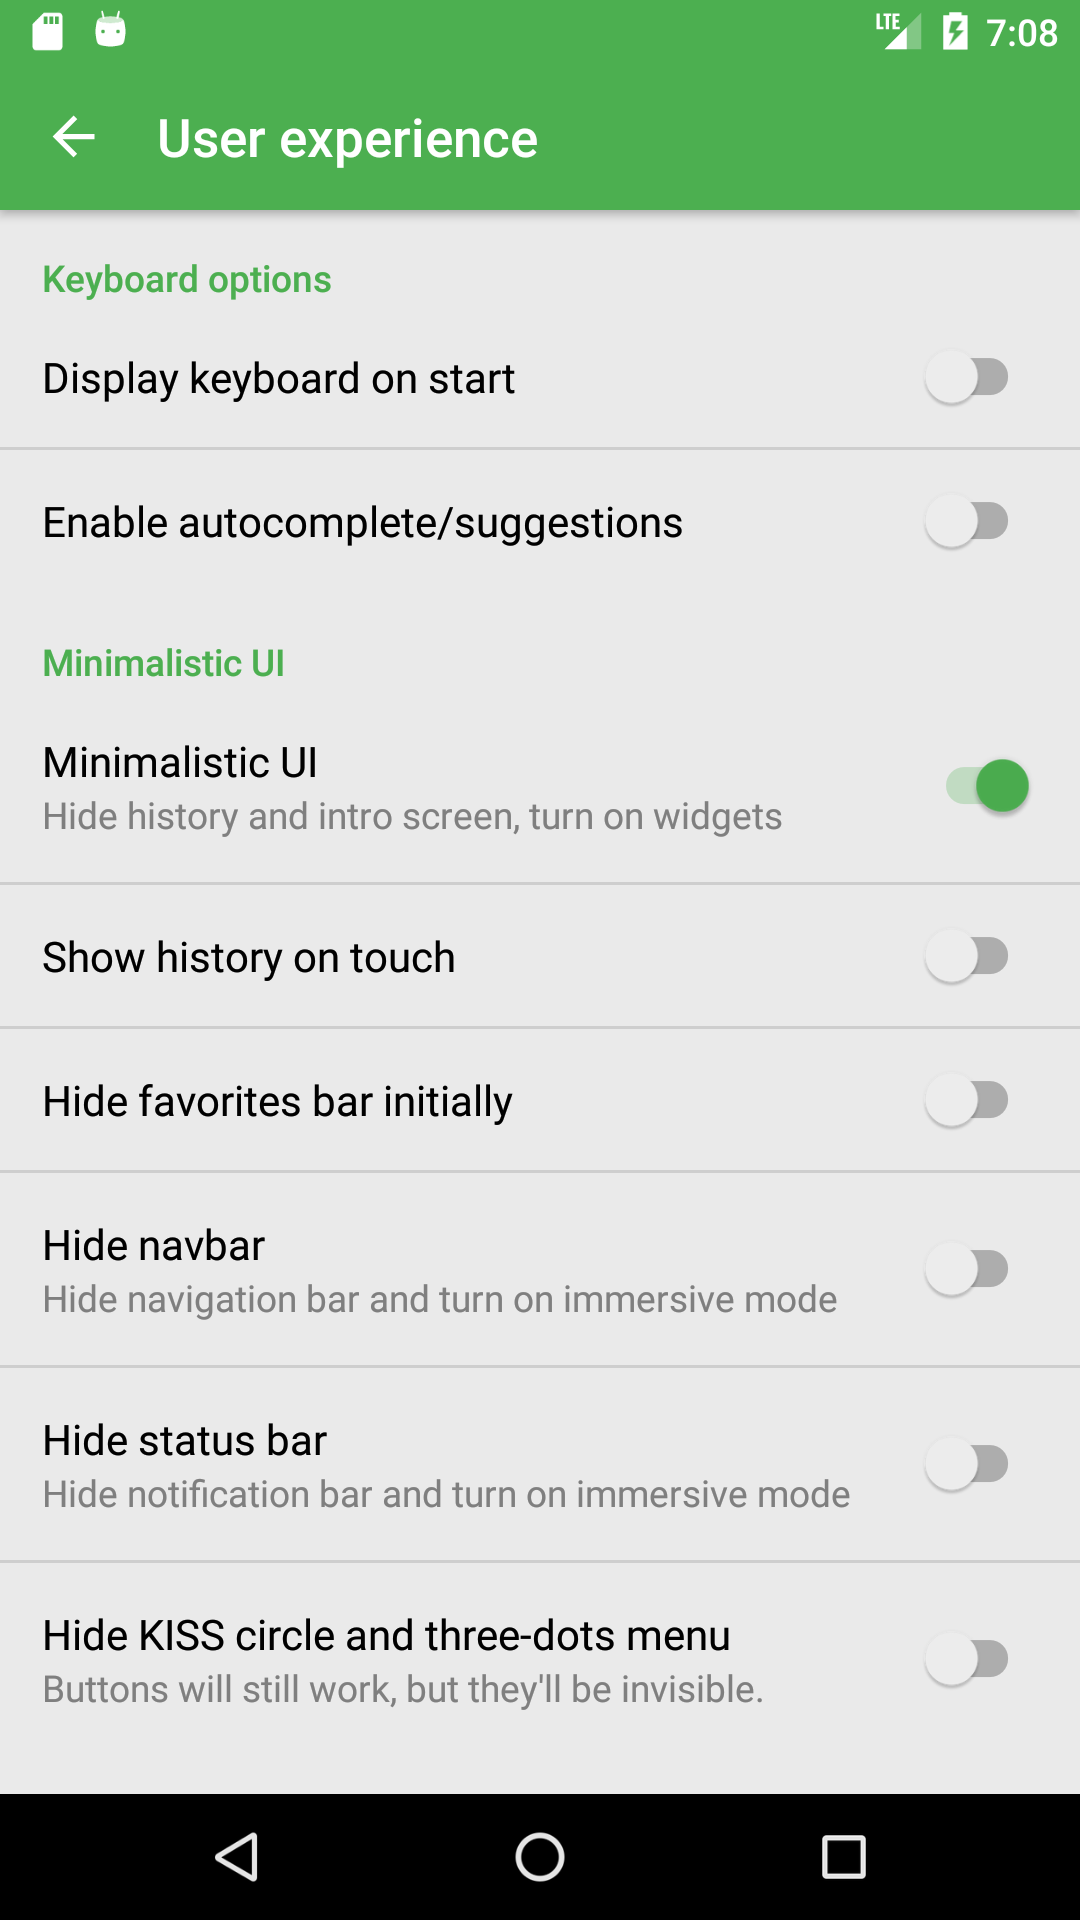 LTE 7:08
User experience
Keyboard options
Display keyboard on start
Enable autocomplete/suggestions
Minimalistic UI
Minimalistic UI
Hide history and intro screen, turn on widgets
Show history on touch
Hide favorites bar initially
Hide navbar
Hide navigation bar and turn on immersive mode
Hide status bar
Hide notification bar and turn on immersive mode
Hide KISS circle and three-dots menu
Buttons will still work, but they'll be invisible.